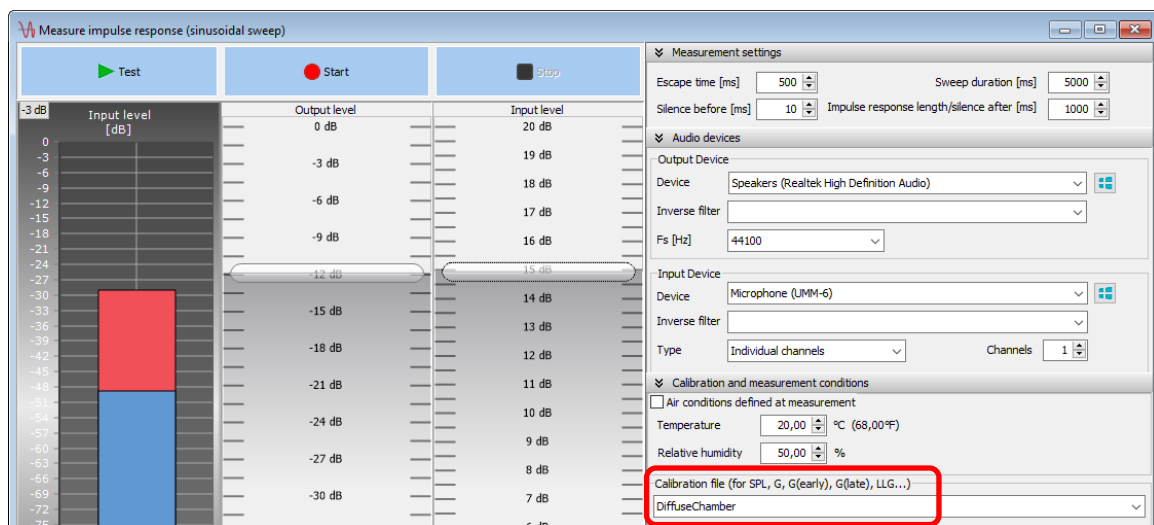 Measure impulse response (sinusoidal sweep)
Test
Start
Stop
-3 dB
Input level
[dB]
0
-3
-6
-9
-12
-15
-18
-21
-24
-27
-30
-33
-36
-39
-42
-45
-48
-51
-54
-57
-60
-63
-66
-69
-72
-75
Output level
0 dB
-3 dB
-6 dB
-9 dB
-12 dB
-15 dB
-18 dB
-21 dB
-24 dB
-27 dB
-30 dB
Input level
20 dB
19 dB
18 dB
17 dB
16 dB
15 dB
14 dB
13 dB
12 dB
11 dB
10 dB
9 dB
8 dB
7 dB
Measurement settings
Escape time [ms] 500 Sweep duration [ms] 5000
Silence before [ms] 10 Impulse response length/silence after [ms] 1000
Audio devices
Output Device
Device Speakers (Realtek High Definition Audio)
Inverse filter
Fs [Hz] 44100
Input Device
Device Microphone (UMM-6)
Inverse filter
Type Individual channels Channels 1
Calibration and measurement conditions
Air conditions defined at measurement
Temperature 20,00 °C (68,00°F)
Relative humidity 50,00 %
Calibration file (for SPL, G, G(early), G(late), LLG...)
DiffuseChamber